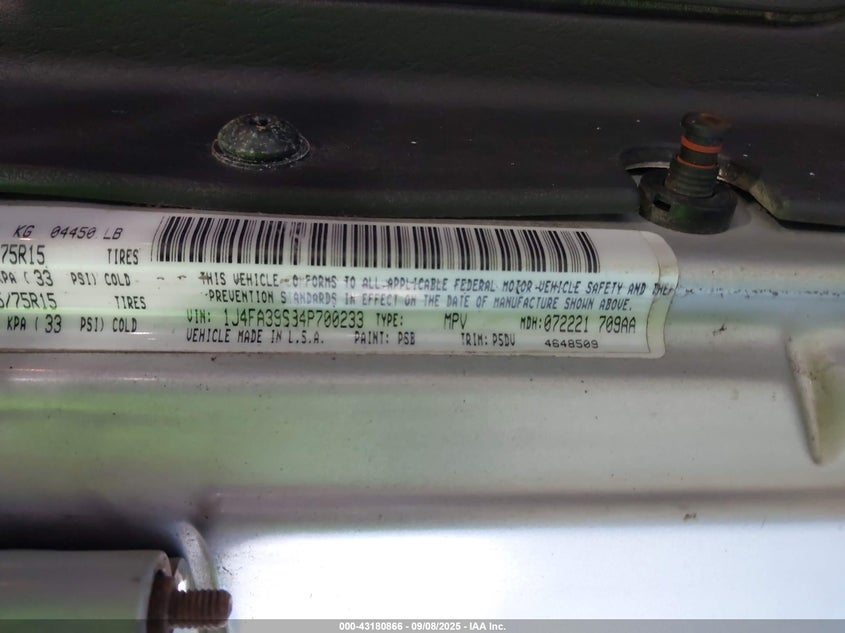 KG 04450 LB
75R15 TIRES
KPA ( 33 PSI) COLD
THIS VEHICLE C O FORMS TO ALL APPLICABLE FEDERAL MOTOR VEHICLE SAFETY AND THEFT
/75R15 TIRES
PREVENTION STANDARDS IN EFFECT ON THE DATE OF MANUFACTURE SHOWN ABOVE.
KPA ( 33 PSI) COLD
VIN: 1J4FA39S34P700233 TYPE: MPV MDH: 072221 709AA
VEHICLE MADE IN U.S.A. PAINT: PSB TRIM: P5DV 4648509
000-43180866 - 09/08/2025 - IAA Inc.